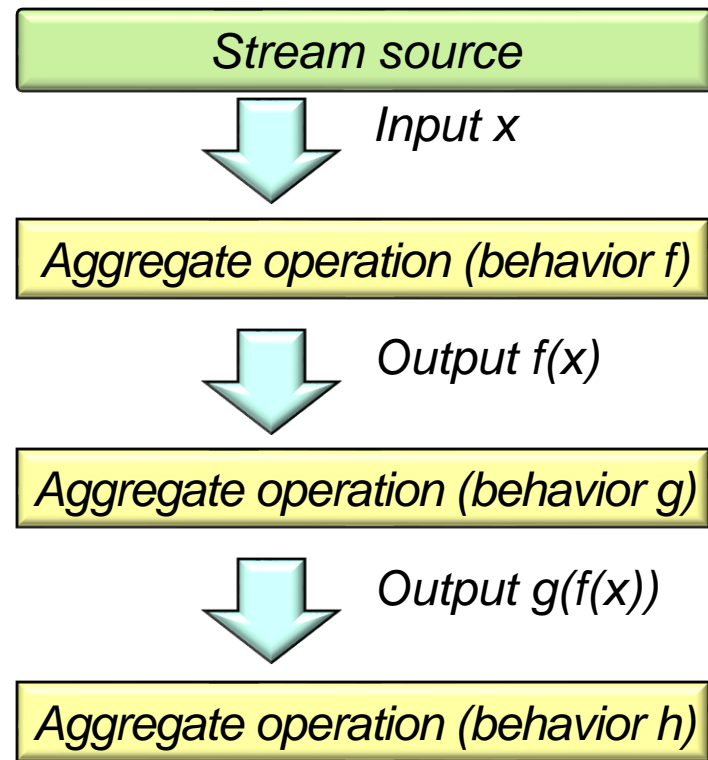 Stream source
Input x
Aggregate operation (behavior f)
Output f(x)
Aggregate operation (behavior g)
Output g(f(x))
Aggregate operation (behavior h)